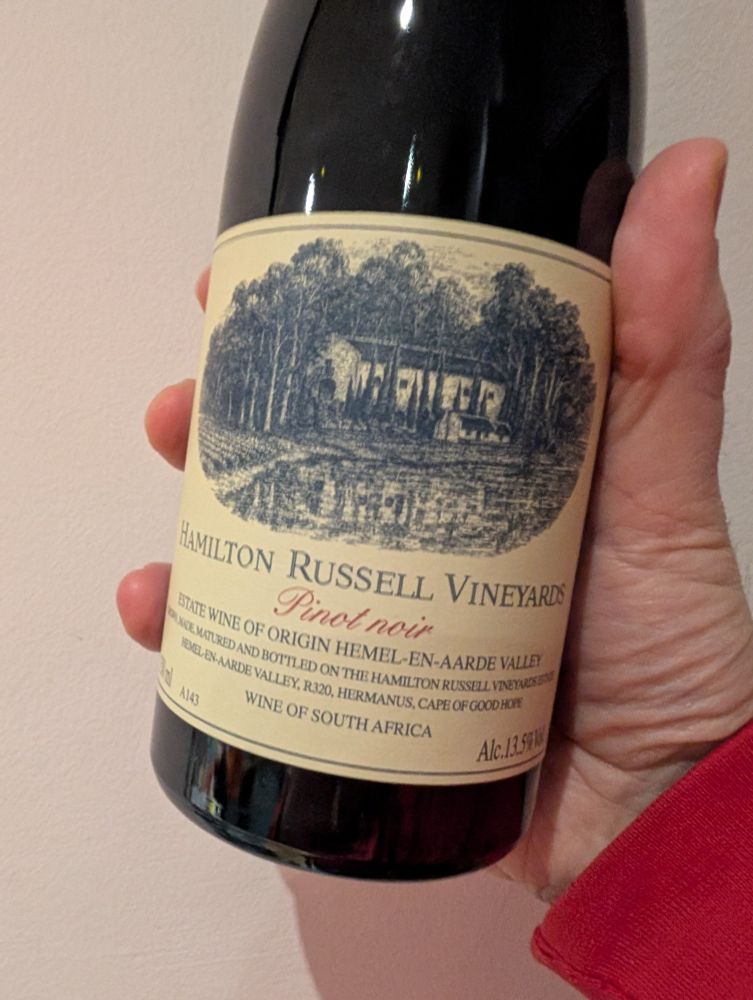 HAMILTON RUSSELL VINEYARDS
Pinot noir
ESTATE WINE OF ORIGIN HEMEL-EN-AARDE VALLEY
MADE, MATURED AND BOTTLED ON THE HAMILTON RUSSELL VINEYARDS
HEMEL-EN-AARDE VALLEY, R320, HERMANUS, CAPE OF GOOD HOPE
ml A143
WINE OF SOUTH AFRICA
Alc.13.5% Vol